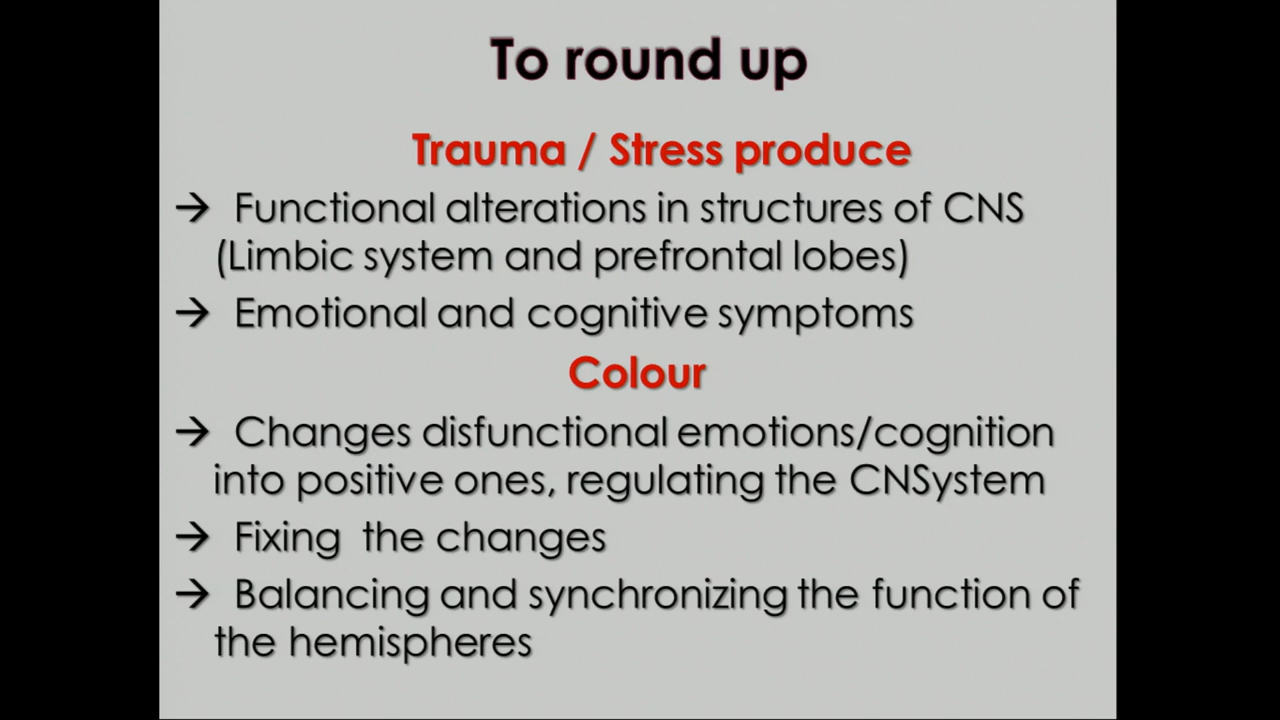 To round up
Trauma / Stress produce
→ Functional alterations in structures of CNS
(Limbic system and prefrontal lobes)
→ Emotional and cognitive symptoms
Colour
→ Changes disfunctional emotions/cognition
into positive ones, regulating the CNSystem
→ Fixing the changes
→ Balancing and synchronizing the function of
the hemispheres